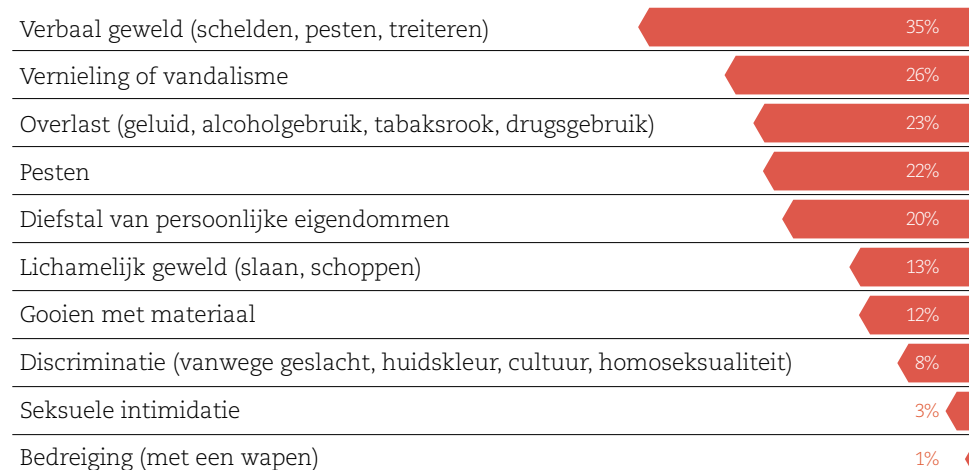 Verbaal geweld (schelden, pesten, treiteren) 35%
Vernieling of vandalisme 26%
Overlast (geluid, alcoholgebruik, tabaksrook, drugsgebruik) 23%
Pesten 22%
Diefstal van persoonlijke eigendommen 20%
Lichamelijk geweld (slaan, schoppen) 13%
Gooien met materiaal 12%
Discriminatie (vanwege geslacht, huidskleur, cultuur, homoseksualiteit) 8%
Seksuele intimidatie 3%
Bedreiging (met een wapen) 1%